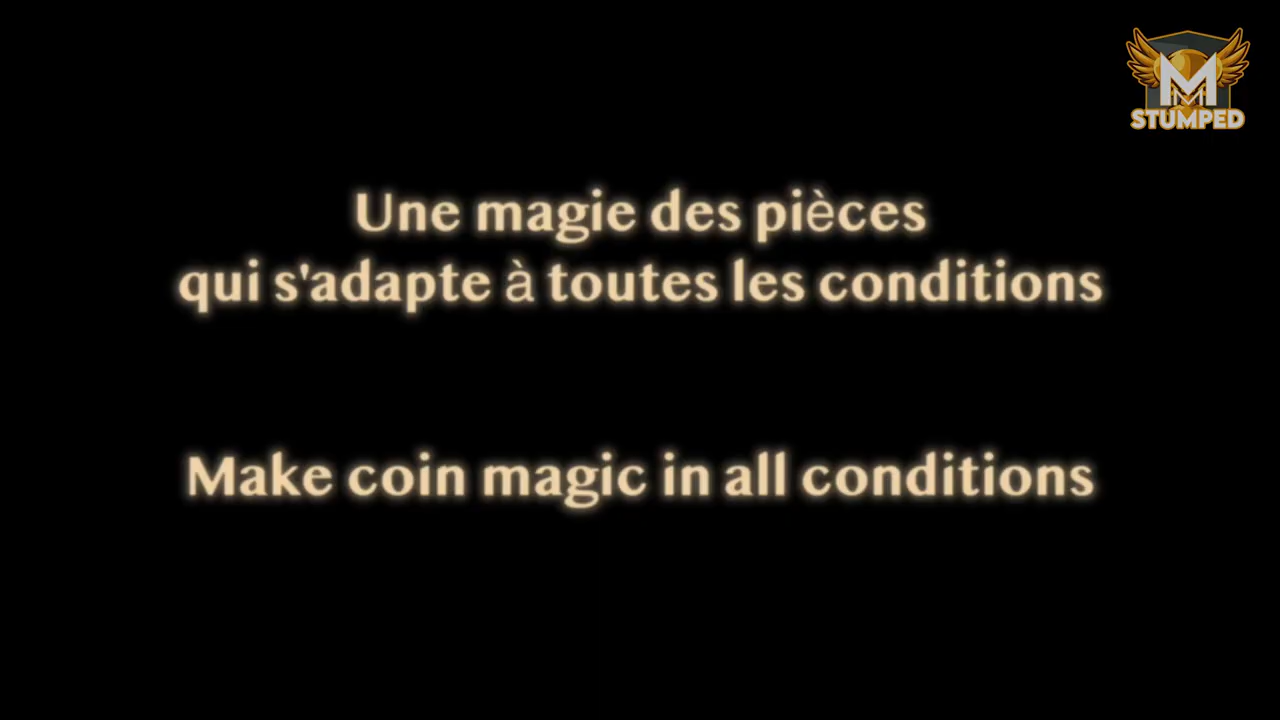 M
STUMPED
Une magie des pièces
qui s'adapte à toutes les conditions
Make coin magic in all conditions